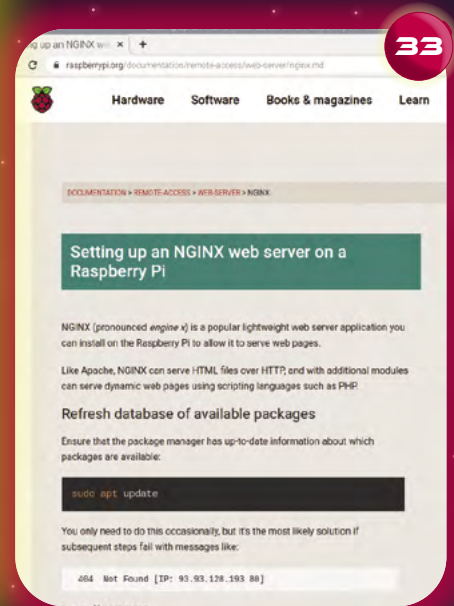 33
up an NGINX we × +
raspberrypi.org/documentation/remote-access/web-server/nginx.md
Hardware Software Books & magazines Learn
DOCUMENTATION > REMOTE-ACCESS > WEB-SERVER > NGINX
Setting up an NGINX web server on a
Raspberry Pi
NGINX (pronounced engine x) is a popular lightweight web server application you
can install on the Raspberry Pi to allow it to serve web pages.
Like Apache, NGINX can serve HTML files over HTTP, and with additional modules
can serve dynamic web pages using scripting languages such as PHP.
Refresh database of available packages
Ensure that the package manager has up-to-date information about which
packages are available:
sudo apt update
You only need to do this occasionally, but it's the most likely solution if
subsequent steps fail with messages like:
404 Not Found [IP: 93.93.128.193 80]